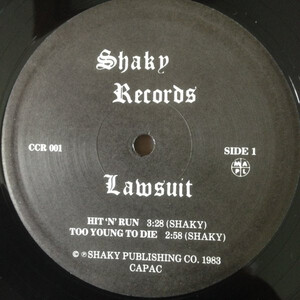 Shaky
Records
CCR 001
SIDE 1
M A
P L
Lawsuit
HIT 'N' RUN 3:28 (SHAKY)
TOO YOUNG TO DIE 2:58 (SHAKY)
© ℗ SHAKY PUBLISHING CO. 1983
CAPAC